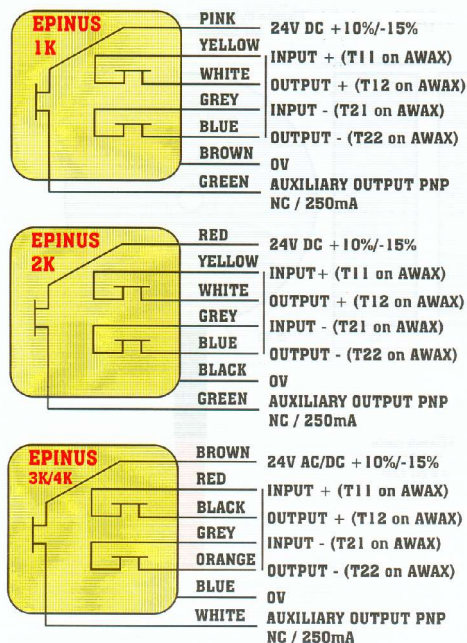 EPINUS
1K
PINK 24V DC +10%/-15%
YELLOW INPUT + (T11 on AWAX)
WHITE OUTPUT + (T12 on AWAX)
GREY INPUT - (T21 on AWAX)
BLUE OUTPUT - (T22 on AWAX)
BROWN 0V
GREEN AUXILIARY OUTPUT PNP
NC / 250mA
EPINUS
2K
RED 24V DC +10%/-15%
YELLOW INPUT+ (T11 on AWAX)
WHITE OUTPUT + (T12 on AWAX)
GREY INPUT - (T21 on AWAX)
BLUE OUTPUT - (T22 on AWAX)
BLACK 0V
GREEN AUXILIARY OUTPUT PNP
NC / 250mA
EPINUS
3K/4K
BROWN 24V AC/DC +10%/-15%
RED INPUT + (T11 on AWAX)
BLACK OUTPUT + (T12 on AWAX)
GREY INPUT - (T21 on AWAX)
ORANGE OUTPUT - (T22 on AWAX)
BLUE 0V
WHITE AUXILIARY OUTPUT PNP
NC / 250mA